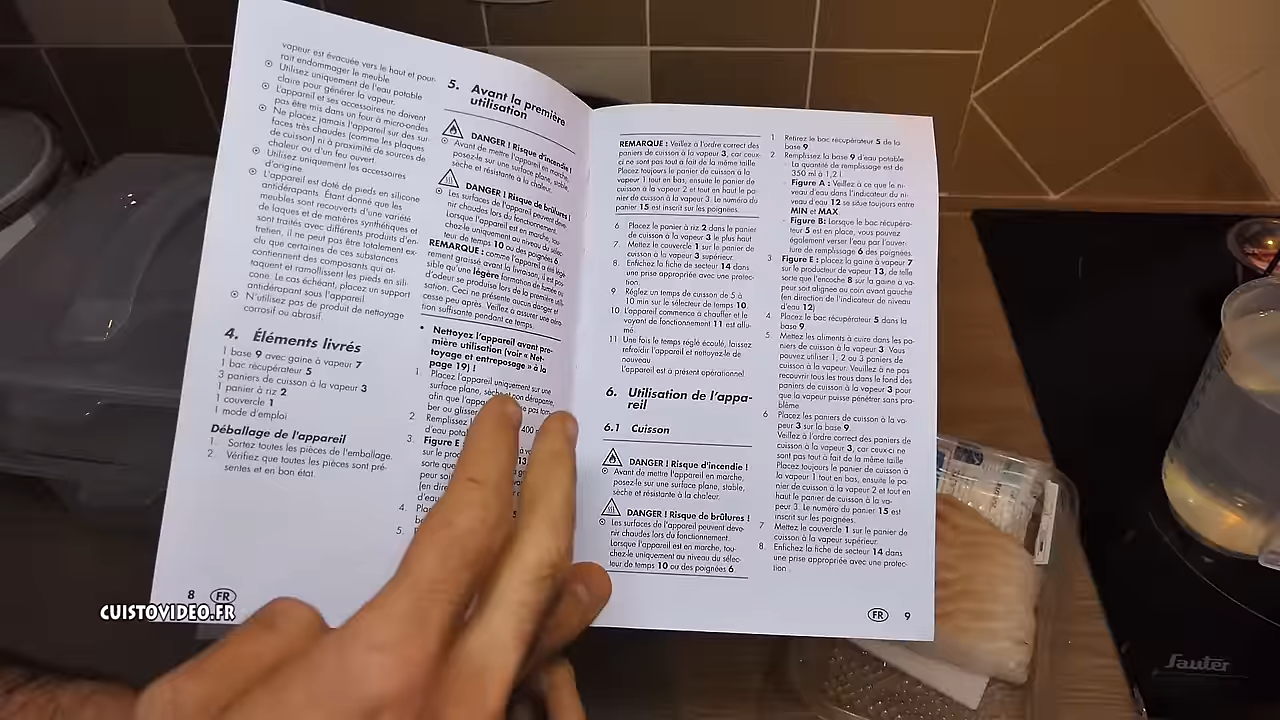 vapeur est évacuée vers le haut et pour-
rait endommager le meuble.
Utilisez uniquement de l'eau potable
claire pour générer la vapeur.
L'appareil et ses accessoires ne doivent
pas être mis dans un four à micro-ondes
Ne placez jamais l'appareil sur des sur-
faces très chaudes (comme les plaques
de cuisson) ni à proximité de sources de
chaleur ou d'un feu ouvert.
Utilisez uniquement les accessoires
d'origine.
L'appareil est doté de pieds en silicone
antidérapants. Étant donné que les
meubles sont recouverts d'une variété
de laques et de matières synthétiques et
sont traités avec différents produits d'en-
tretien, il ne peut pas être totalement ex-
clu que certaines de ces substances
contiennent des composants qui at-
taquent et ramollissent les pieds en sili-
cone. Le cas échéant, placez un support
antidérapant sous l'appareil.
N'utilisez pas de produit de nettoyage
corrosif ou abrasif.
4. Éléments livrés
1 base 9 avec gaine à vapeur 7
1 bac récupérateur 5
3 paniers de cuisson à la vapeur 3
1 panier à riz 2
1 couvercle 1
1 mode d'emploi
Déballage de l'appareil
1. Sortez toutes les pièces de l'emballage.
2. Vérifiez que toutes les pièces sont pré-
sentes et en bon état.
5. Avant la première
utilisation
DANGER ! Risque d'incendie !
Avant de mettre l'appareil en marche,
posez-le sur une surface plane, stable,
sèche et résistante à la chaleur.
DANGER ! Risque de brûlures !
Les surfaces de l'appareil peuvent deve-
nir chaudes lors du fonctionnement.
Lorsque l'appareil est en marche, tou-
chez-le uniquement au niveau du sélec-
teur de temps 10 ou des poignées 6.
REMARQUE : comme l'appareil est lé
gèrement graissé avant la livraison, il est pos-
sible qu'une légère formation de fumée et
d'odeur se produise lors de la première utili-
sation. Ceci ne présente aucun danger et
cesse peu après. Veillez à assurer une aéra-
tion suffisante pendant ce temps.
• Nettoyez l'appareil avant pre-
mière utilisation (voir « Net-
toyage et entreposage » à la
page 19) !
1. Placez l'appareil uniquement sur une
surface plane, sèche
afin que
ber ou glisser
2. Remplissez 400
d'eau
3. Figure E
sur le 13
sorte que
peur soi
(en dire
d'eau
4.
5.
8 FR
REMARQUE : Veillez à l'ordre correct des
paniers de cuisson à la vapeur 3, car ceux-
ci ne sont pas tout à fait de la même taille
Placez toujours le panier de cuisson à la
vapeur 1 tout en bas, ensuite le panier de
cuisson à la vapeur 2 et tout en haut le pa-
nier de cuisson à la vapeur 3. Le numéro du
panier 15 est inscrit sur les poignées.
6 Placez le panier à riz 2 dans le panier
de cuisson à la vapeur 3 le plus haut
7. Mettez le couvercle 1 sur le panier de
cuisson à la vapeur 3 supérieur
8. Enfichez la fiche de secteur 14 dans
une prise appropriée avec une protec-
tion.
9 Réglez un temps de cuisson de 5 à
10 min sur le sélecteur de temps 10.
10 L'appareil commence à chauffer et le
voyant de fonctionnement 11 est allu-
mé.
11 Une fois le temps réglé écoulé, laissez
refroidir l'appareil et nettoyez-le de
nouveau
L'appareil est à présent opérationnel
6. Utilisation de l'appa-
reil
6.1 Cuisson
DANGER ! Risque d'incendie !
Avant de mettre l'appareil en marche,
posez-le sur une surface plane, stable,
sèche et résistante à la chaleur.
DANGER ! Risque de brûlures !
Les surfaces de l'appareil peuvent deve-
nir chaudes lors du fonctionnement.
Lorsque l'appareil est en marche, tou-
chez-le uniquement au niveau du sélec-
teur de temps 10 ou des poignées 6.
1 Retirez le bac récupérateur 5 de la
base 9
2 Remplissez la base 9 d'eau potable
La quantité de remplissage est de
350 ml à 1,2 l
- Figure A : Veillez à ce que le ni-
veau d'eau dans l'indicateur du ni-
veau d'eau 12 se situe toujours entre
MIN et MAX
- Figure B: Lorsque le bac récupéra-
teur 5 est en place, vous pouvez
également verser l'eau par l'ouver-
ture de remplissage 6 des poignées
3 Figure E : placez la gaine à vapeur 7
sur le producteur de vapeur 13, de telle
sorte que l'encoche 8 sur la gaine à va-
peur soit alignée au coin avant gauche
(en direction de l'indicateur de niveau
d'eau 12)
4. Placez le bac récupérateur 5 dans la
base 9
5. Mettez les aliments à cuire dans les pa-
niers de cuisson à la vapeur 3 Vous
pouvez utiliser 1, 2 ou 3 paniers de
cuisson à la vapeur. Veillez à ne pas
recouvrir tous les trous dans le fond des
paniers de cuisson à la vapeur 3 pour
que la vapeur puisse pénétrer sans pro-
blème
6 Placez les paniers de cuisson à la va-
peur 3 sur la base 9.
Veillez à l'ordre correct des paniers de
cuisson à la vapeur 3, car ceux-ci ne
sont pas tout à fait de la même taille
Placez toujours le panier de cuisson à la
vapeur 1 tout en bas, ensuite le pa-
nier de cuisson à la vapeur 2 et tout en
haut le panier de cuisson à la va-
peur 3. Le numéro du panier 15 est
inscrit sur les poignées.
7. Mettez le couvercle 1 sur le panier de
cuisson à la vapeur supérieur.
8. Enfichez la fiche de secteur 14 dans
une prise appropriée avec une protec-
tion
FR 9
CUISTOVIDEO.FR
Sauter